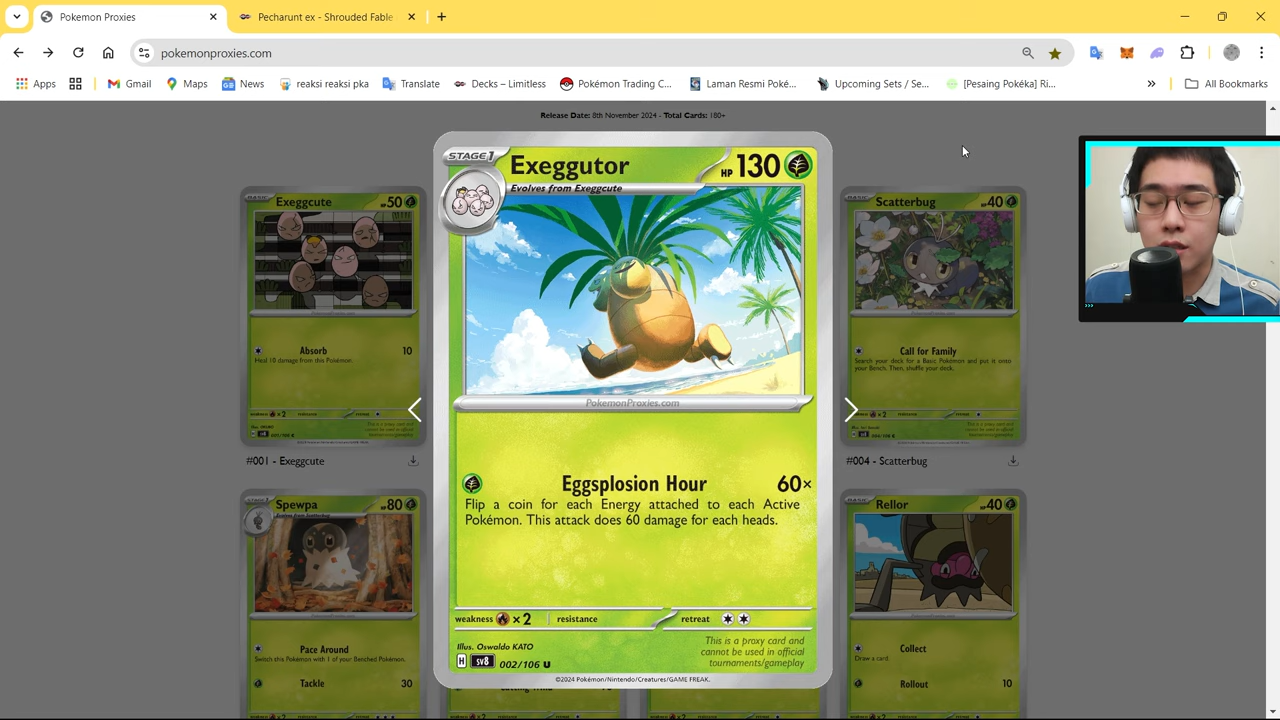 Pokemon Proxies
Pecharunt ex - Shrouded Fable
pokemonproxies.com
Apps
Gmail
Maps
News
reaksi reaksi pka
Translate
Decks – Limitless
Pokémon Trading C...
Laman Resmi Poké...
Upcoming Sets / Se...
[Pesaing Pokéka] Ri...
All Bookmarks
Release Date: 8th November 2024 - Total Cards: 180+
STAGE 1
Exeggutor
HP 130
Evolves from Exeggcute
PokemonProxies.com
Eggsplosion Hour 60×
Flip a coin for each Energy attached to each Active
Pokémon. This attack does 60 damage for each heads.
weakness ×2 resistance retreat
Illus. Oswaldo KATO
H sv8 002/106 U
This is a proxy card and
cannot be used in official
tournaments/gameplay
©2024 Pokémon/Nintendo/Creatures/GAME FREAK.
Exeggcute 50
Absorb 10
Heal 10 damage from this Pokémon.
#001 - Exeggcute
Scatterbug HP 40
Call for Family
Search your deck for a Basic Pokémon and put it onto
your Bench. Then, shuffle your deck.
#004 - Scatterbug
Spewpa 80
Pace Around
Switch this Pokémon with 1 of your Benched Pokémon.
Tackle 30
Rellor HP 40
Collect
Draw a card.
Rollout 10